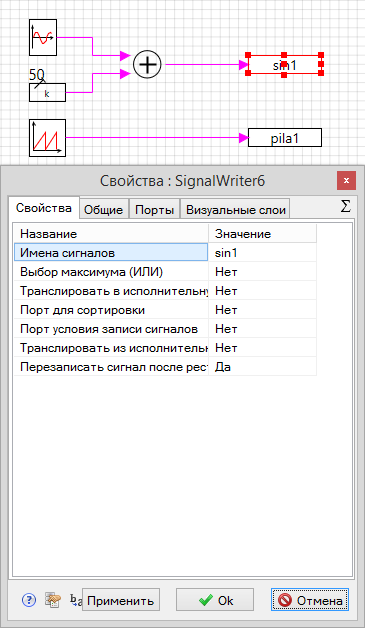 50
k
sin1
pila1
Свойства : SignalWriter6
x
Свойства Общие Порты Визуальные слои Σ
Название Значение
Имена сигналов sin1
Выбор максимума (ИЛИ) Нет
Транслировать в исполнительну Нет
Порт для сортировки Нет
Порт условия записи сигналов Нет
Транслировать из исполнительн Нет
Перезаписать сигнал после рест Да
? Применить Ok Отмена